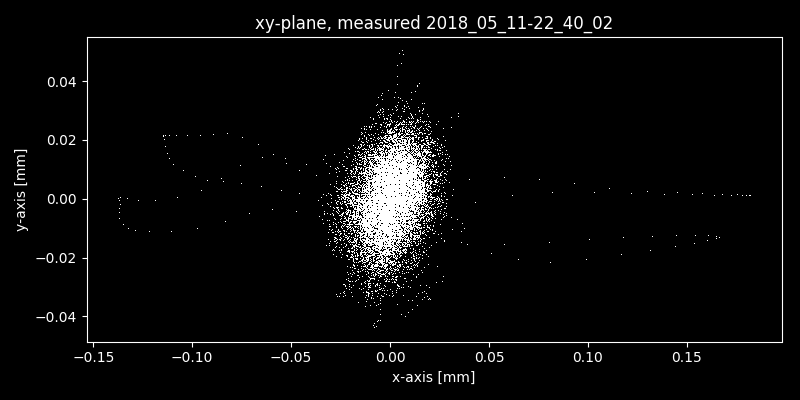 xy-plane, measured 2018_05_11-22_40_02
0.04
0.02
0.00
−0.02
−0.04
y-axis [mm]
−0.15 −0.10 −0.05 0.00 0.05 0.10 0.15
x-axis [mm]